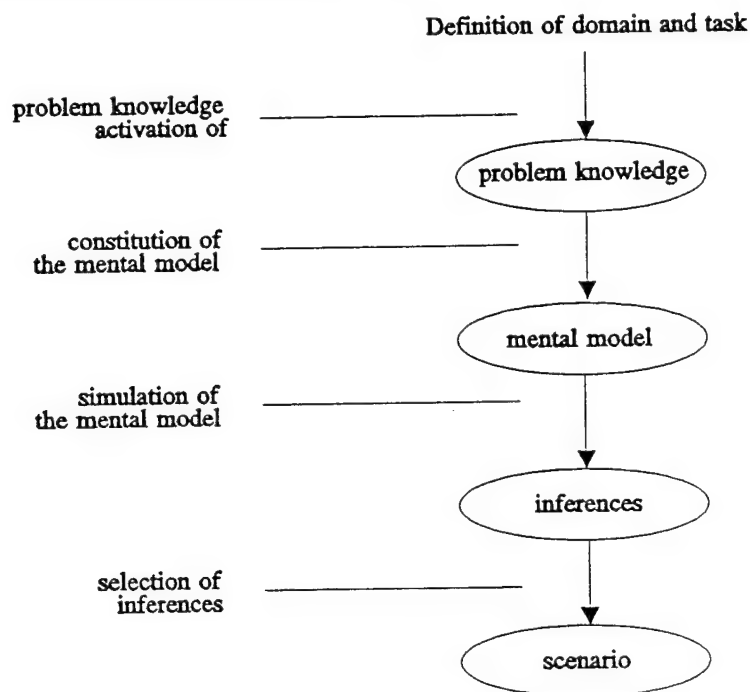 Definition of domain and task
problem knowledge
activation of
problem knowledge
constitution of
the mental model
mental model
simulation of
the mental model
inferences
selection of
inferences
scenario